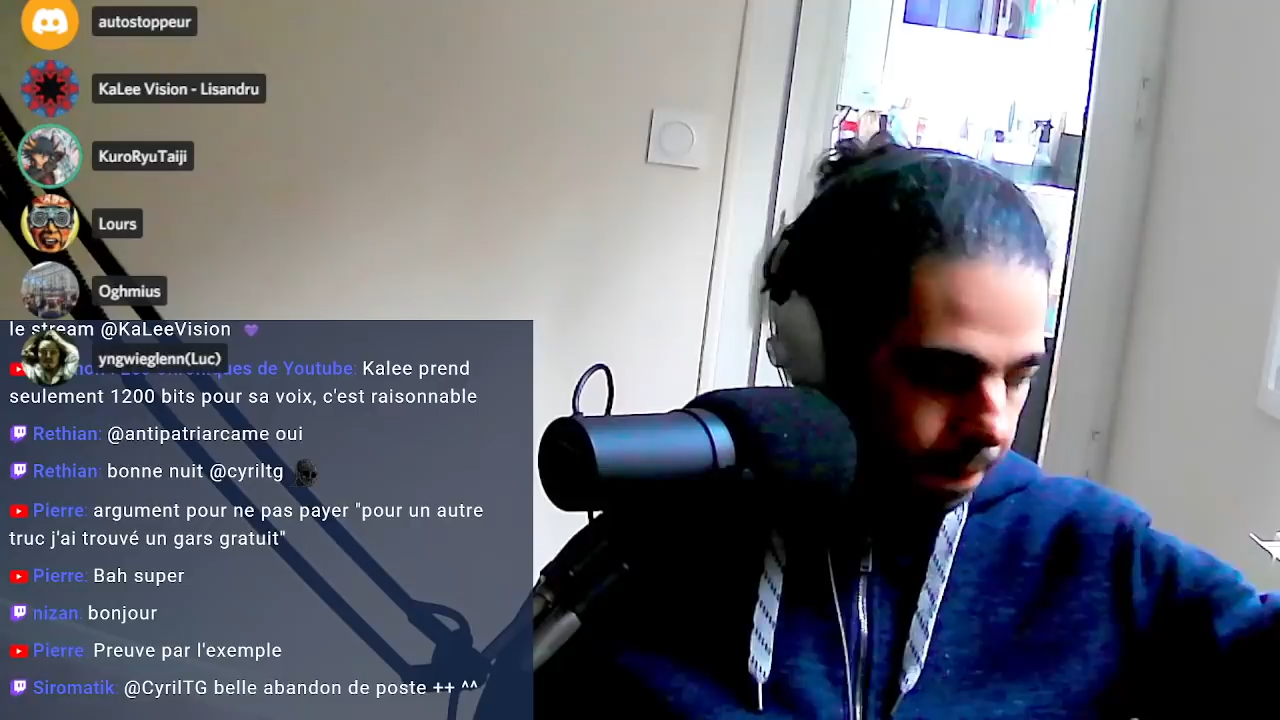 autostoppeur
KaLee Vision - Lisandru
KuroRyuTaiji
Lours
Oghmius
le stream @KaLeeVision
yngwieglenn(Luc)
de Youtube: Kalee prend
seulement 1200 bits pour sa voix, c'est raisonnable
Rethian: @antipatriarcame oui
Rethian: bonne nuit @cyriltg
Pierre: argument pour ne pas payer "pour un autre
truc j'ai trouvé un gars gratuit"
Pierre: Bah super
nizan: bonjour
Pierre: Preuve par l'exemple
Siromatik: @CyrilTG belle abandon de poste ++ ^^